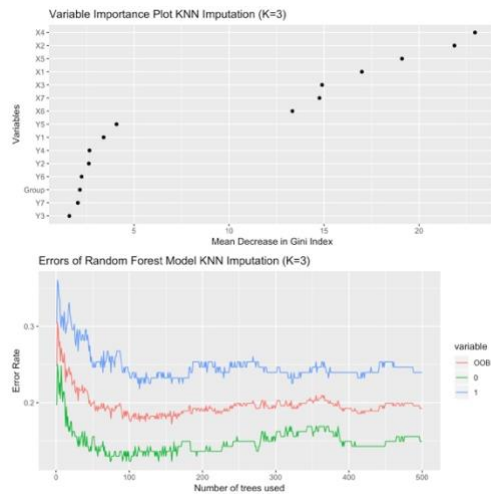 Variable Importance Plot KNN Imputation (K=3)
Variables
X4
X2
X5
X1
X3
X7
X6
Y5
Y1
Y4
Y2
Y6
Group
Y7
Y3
5 10 15 20
Mean Decrease in Gini Index
Errors of Random Forest Model KNN Imputation (K=3)
Error Rate
0.3
0.2
0 100 200 300 400 500
Number of trees used
variable
OOB
0
1